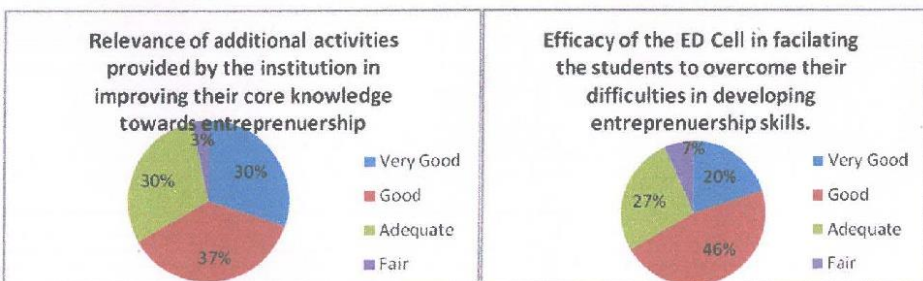 Relevance of additional activities
provided by the institution in
improving their core knowledge
towards entreprenuership
3%
30%
30%
37%
Very Good
Good
Adequate
Fair
Efficacy of the ED Cell in facilating
the students to overcome their
difficulties in developing
entreprenuership skills.
7%
20%
27%
46%
Very Good
Good
Adequate
Fair